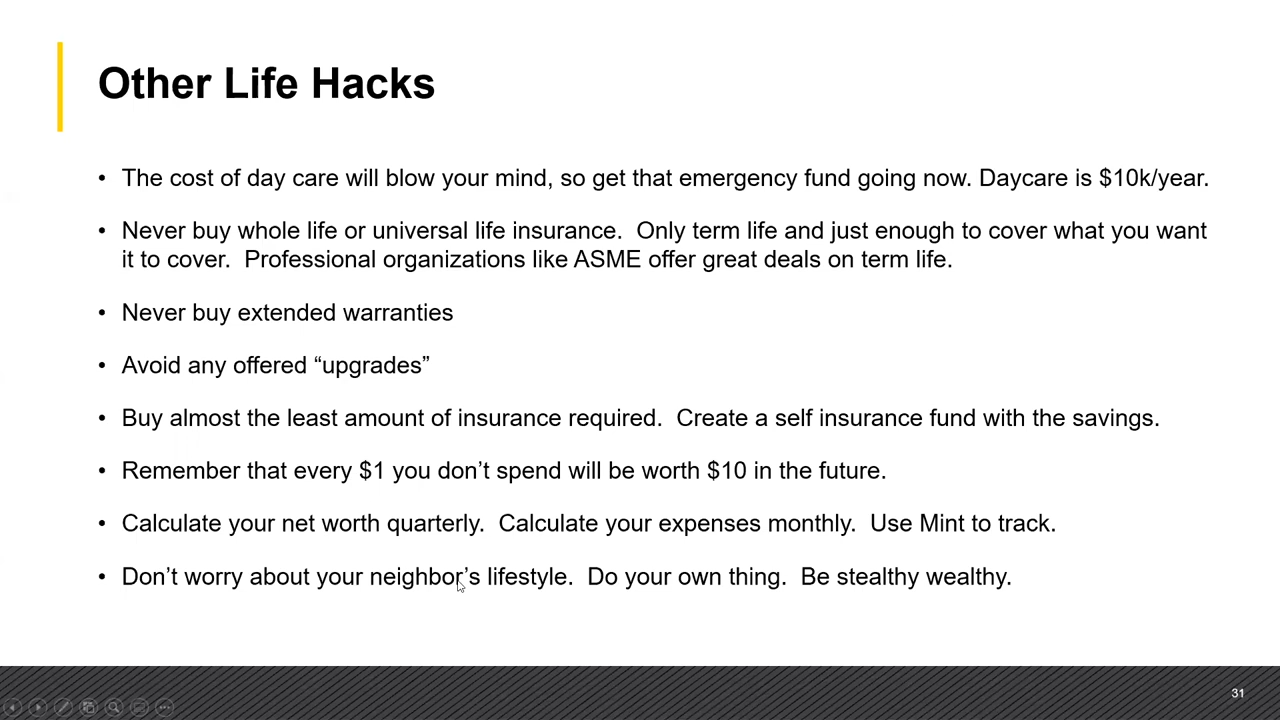 Other Life Hacks
• The cost of day care will blow your mind, so get that emergency fund going now. Daycare is $10k/year.
• Never buy whole life or universal life insurance.  Only term life and just enough to cover what you want
it to cover.  Professional organizations like ASME offer great deals on term life.
• Never buy extended warranties
• Avoid any offered “upgrades”
• Buy almost the least amount of insurance required.  Create a self insurance fund with the savings.
• Remember that every $1 you don’t spend will be worth $10 in the future.
• Calculate your net worth quarterly.  Calculate your expenses monthly.  Use Mint to track.
• Don’t worry about your neighbor’s lifestyle.  Do your own thing.  Be stealthy wealthy.
31